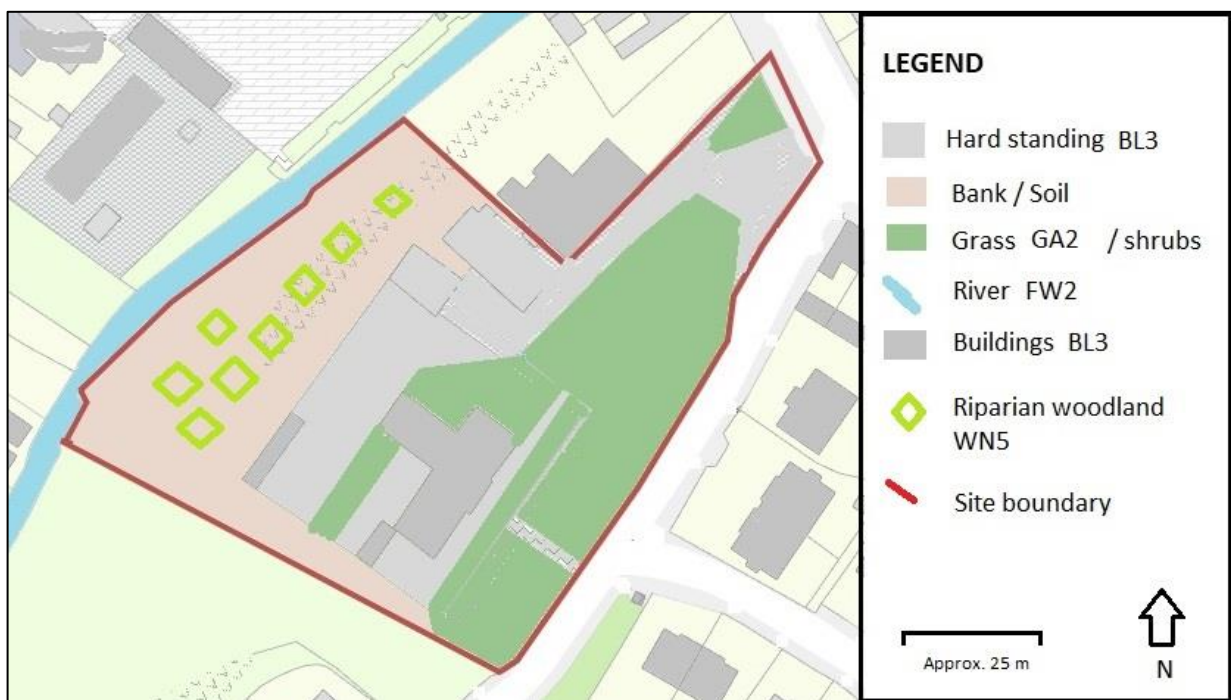 LEGEND
Hard standing BL3
Bank / Soil
Grass GA2 / shrubs
River FW2
Buildings BL3
Riparian woodland
WN5
Site boundary
Approx. 25 m
N